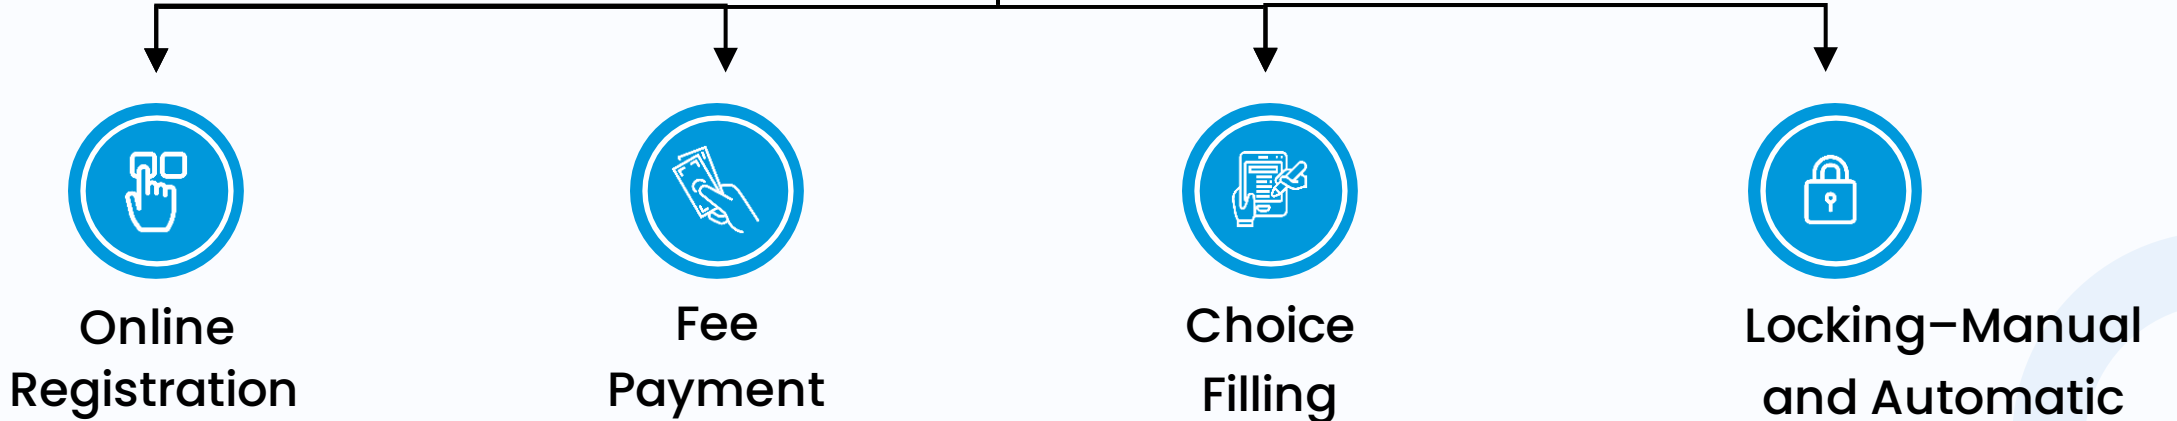 Online
Registration
Fee
Payment
Choice
Filling
Locking–Manual
and Automatic